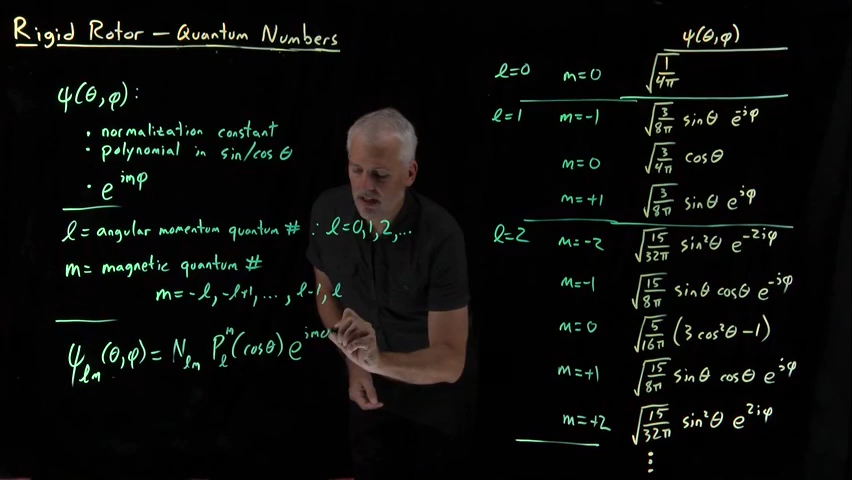 Rigid Rotor — Quantum Numbers
ψ(θ,φ):
• normalization constant
• polynomial in sin/cos θ
• e^{imφ}
l = angular momentum quantum # : l=0,1,2,...
m = magnetic quantum #
m = -l, -l+1, ... , l-1, l
ψ_{lm}(θ,φ) = N_{lm} P_l^m(cosθ) e^{imφ}
ψ(θ,φ)
l=0 m=0 √(1/4π)
l=1 m=-1 √(3/8π) sinθ e^{-iφ}
m=0 √(3/4π) cosθ
m=+1 √(3/8π) sinθ e^{iφ}
l=2 m=-2 √(15/32π) sin²θ e^{-2iφ}
m=-1 √(15/8π) sinθ cosθ e^{-iφ}
m=0 √(5/16π) (3 cos²θ -1)
m=+1 √(15/8π) sinθ cosθ e^{iφ}
m=+2 √(15/32π) sin²θ e^{2iφ}
⋮